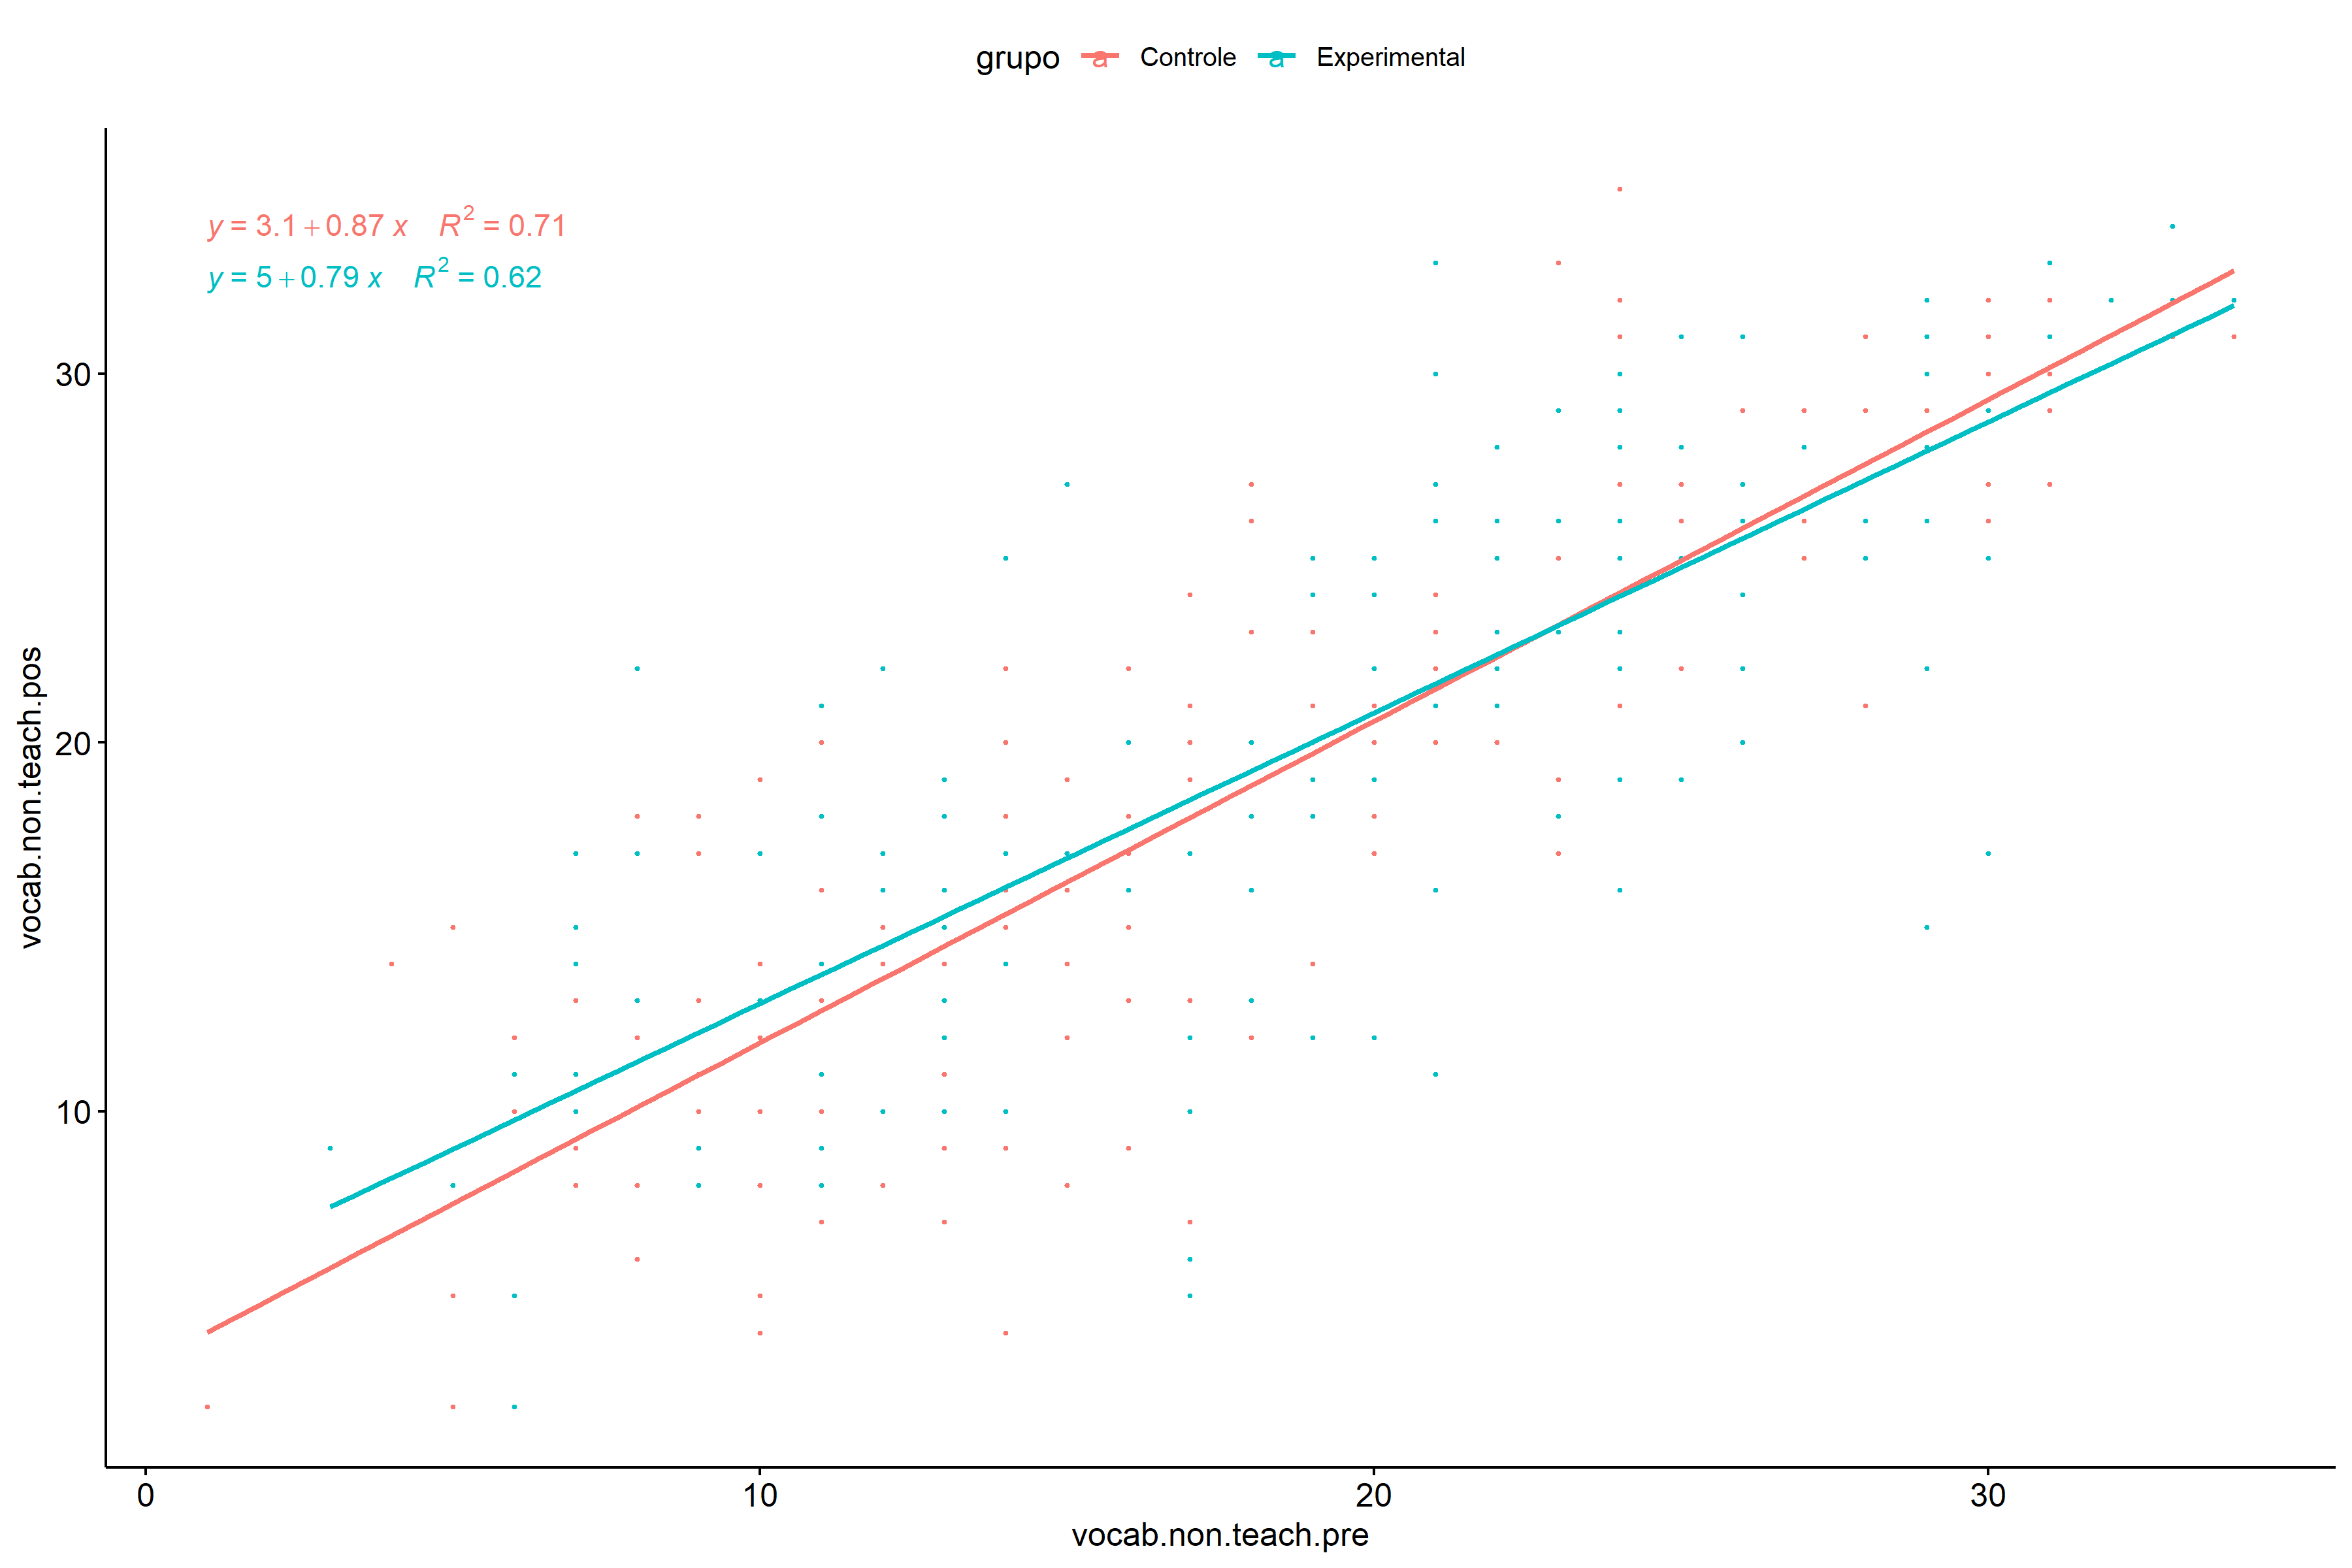 grupo a Controle a Experimental
y = 3.1+0.87 x R² = 0.71
y = 5+0.79 x R² = 0.62
30
20
10
vocab.non.teach.pos
0 10 20 30
vocab.non.teach.pre